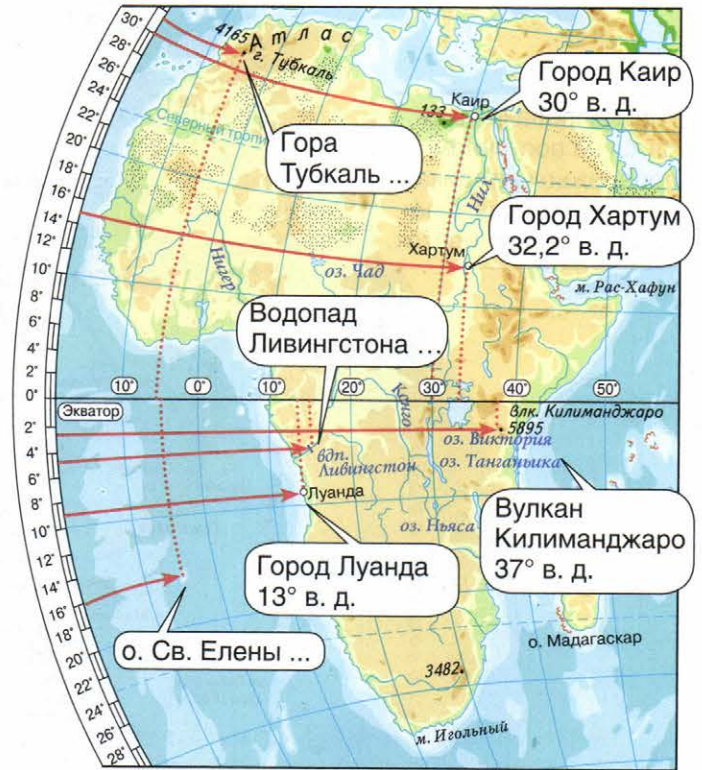 30°
28°
26°
24°
22°
20°
18°
16°
14°
12°
10°
8°
6°
4°
2°
0°
2°
4°
6°
8°
10°
12°
14°
16°
18°
20°
22°
24°
26°
28°
4165
Атлас
г. Тубкаль
Гора
Тубкаль ...
133
Каир
Город Каир
30° в. д.
Северный тропи
Нил
Город Хартум
32,2° в. д.
Хартум
Нигер
оз. Чад
м. Рас-Хафун
Водопад
Ливингстона ...
10°
0°
10°
20°
30°
40°
50°
Экватор
Конго
влк. Килиманджаро
5895
оз. Виктория
вдп.
Ливингстон
оз. Танганьика
Луанда
оз. Ньяса
Вулкан
Килиманджаро
37° в. д.
Город Луанда
13° в. д.
о. Св. Елены ...
о. Мадагаскар
3482
м. Игольный